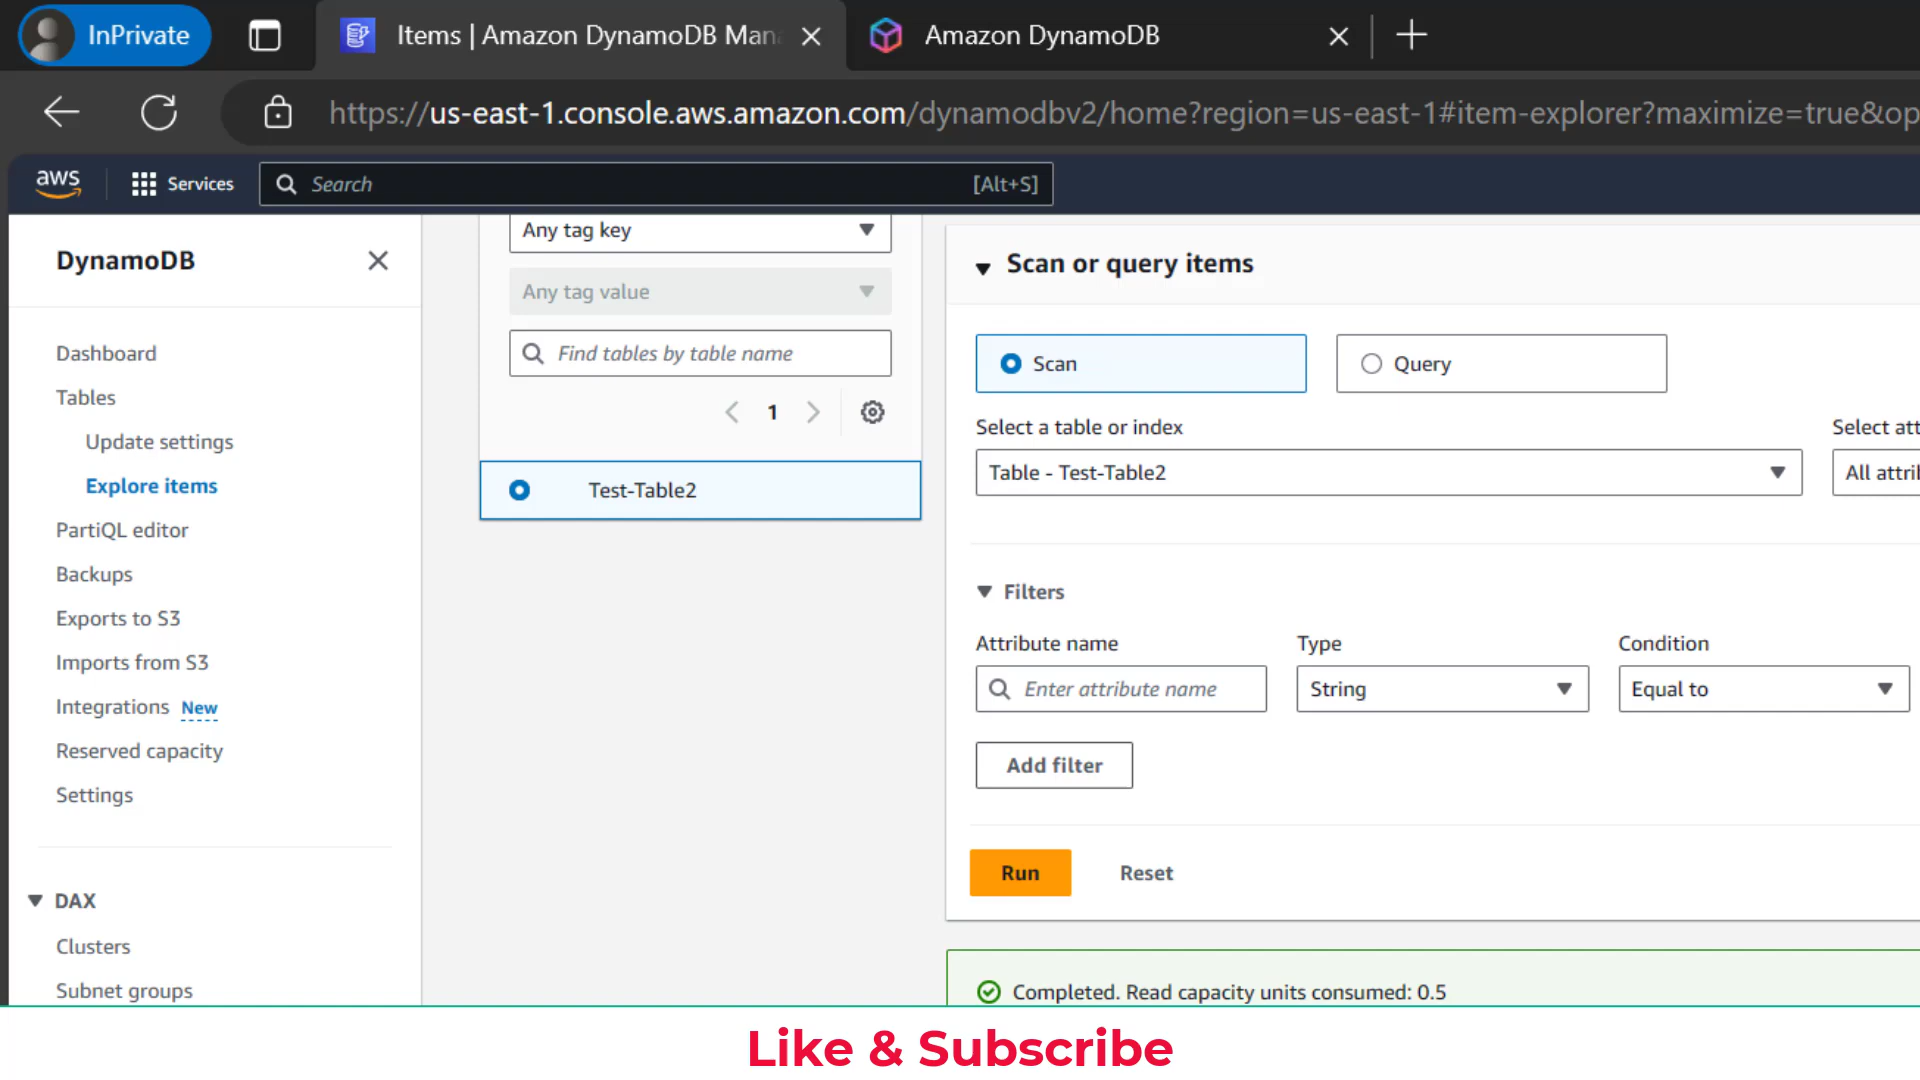 InPrivate
Items | Amazon DynamoDB Man
Amazon DynamoDB
https://us-east-1.console.aws.amazon.com/dynamodbv2/home?region=us-east-1#item-explorer?maximize=true&op
aws
Services
Search
[Alt+S]
DynamoDB
Dashboard
Tables
Update settings
Explore items
PartiQL editor
Backups
Exports to S3
Imports from S3
Integrations New
Reserved capacity
Settings
DAX
Clusters
Subnet groups
Any tag key
Any tag value
Find tables by table name
1
Test-Table2
Scan or query items
Scan
Query
Select a table or index
Select att
Table - Test-Table2
All attrib
Filters
Attribute name
Type
Condition
Enter attribute name
String
Equal to
Add filter
Run
Reset
Completed. Read capacity units consumed: 0.5
Like & Subscribe